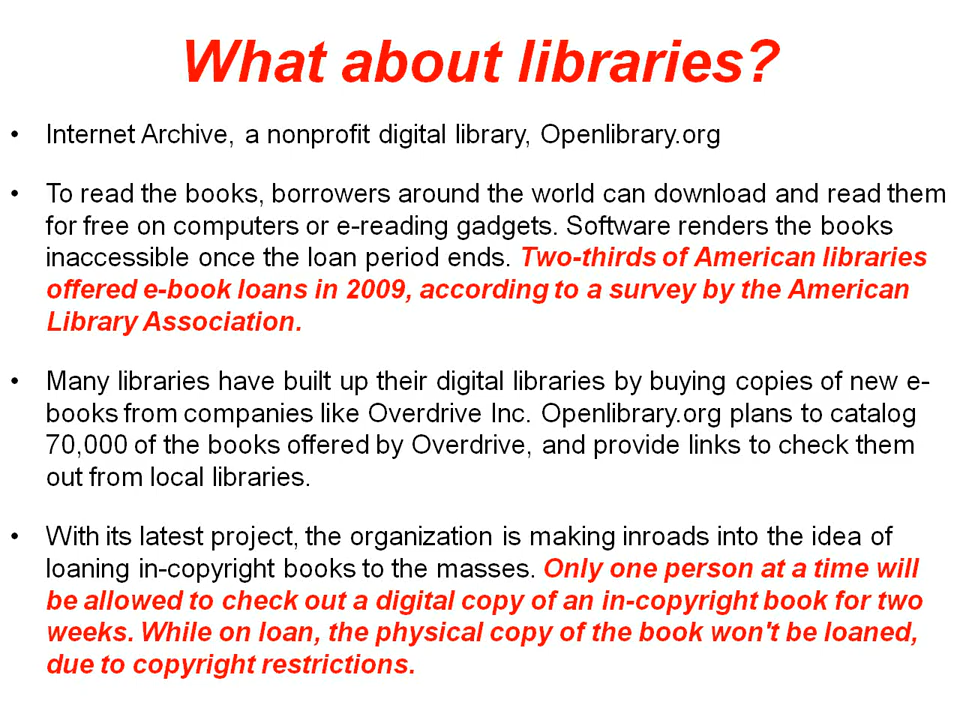 What about libraries?
• Internet Archive, a nonprofit digital library, Openlibrary.org
• To read the books, borrowers around the world can download and read them
for free on computers or e-reading gadgets. Software renders the books
inaccessible once the loan period ends. Two-thirds of American libraries
offered e-book loans in 2009, according to a survey by the American
Library Association.
• Many libraries have built up their digital libraries by buying copies of new e-
books from companies like Overdrive Inc. Openlibrary.org plans to catalog
70,000 of the books offered by Overdrive, and provide links to check them
out from local libraries.
• With its latest project, the organization is making inroads into the idea of
loaning in-copyright books to the masses. Only one person at a time will
be allowed to check out a digital copy of an in-copyright book for two
weeks. While on loan, the physical copy of the book won't be loaned,
due to copyright restrictions.